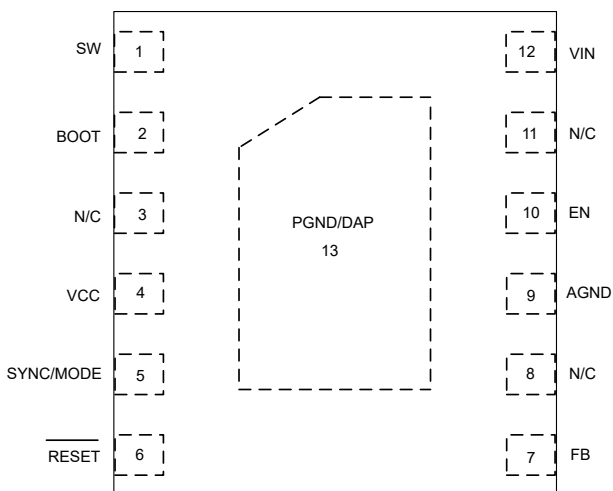 SW 1 12 VIN
BOOT 2 11 N/C
N/C 3 10 EN
PGND/DAP
13
VCC 4 9 AGND
SYNC/MODE 5 8 N/C
RESET 6 7 FB